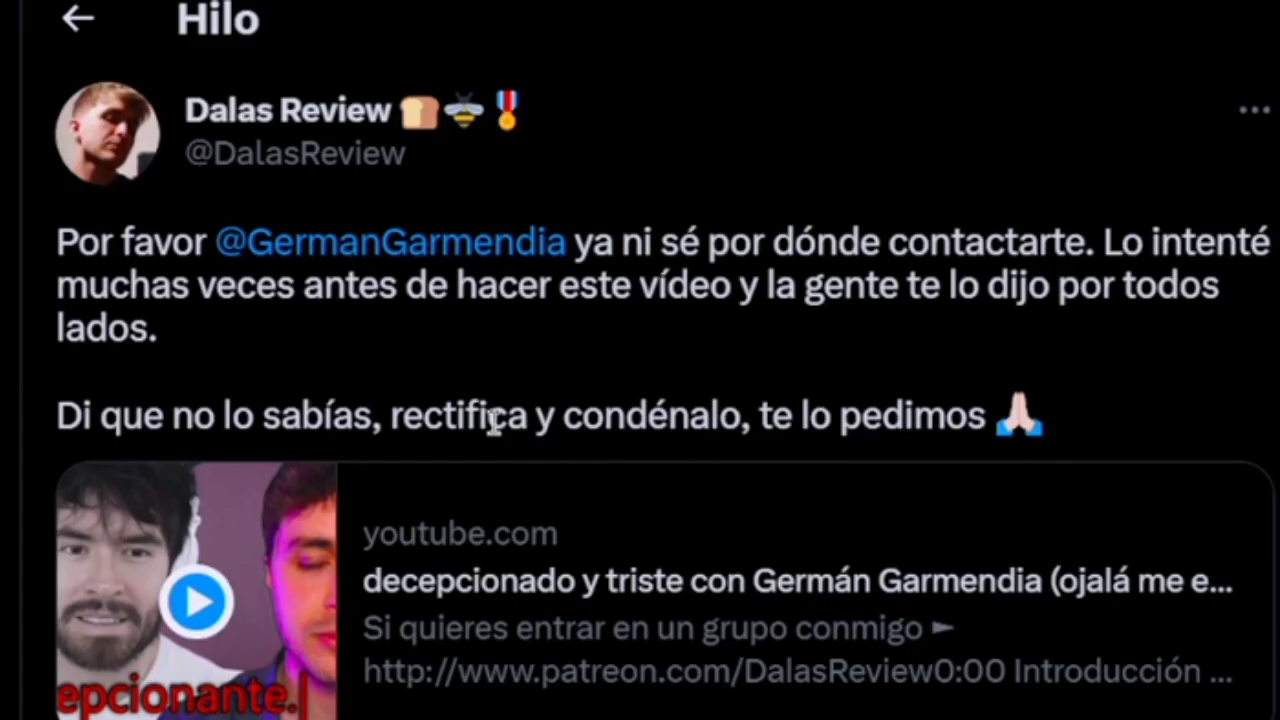 Hilo
Dalas Review 🍞🐝🎖️
@DalasReview
Por favor @GermanGarmendia ya ni sé por dónde contactarte. Lo intenté
muchas veces antes de hacer este vídeo y la gente te lo dijo por todos
lados.
Di que no lo sabías, rectifica y condénalo, te lo pedimos 🙏🏻
youtube.com
decepcionado y triste con Germán Garmendia (ojalá me e...
Si quieres entrar en un grupo conmigo ►
http://www.patreon.com/DalasReview0:00 Introducción ...
epcionante.|